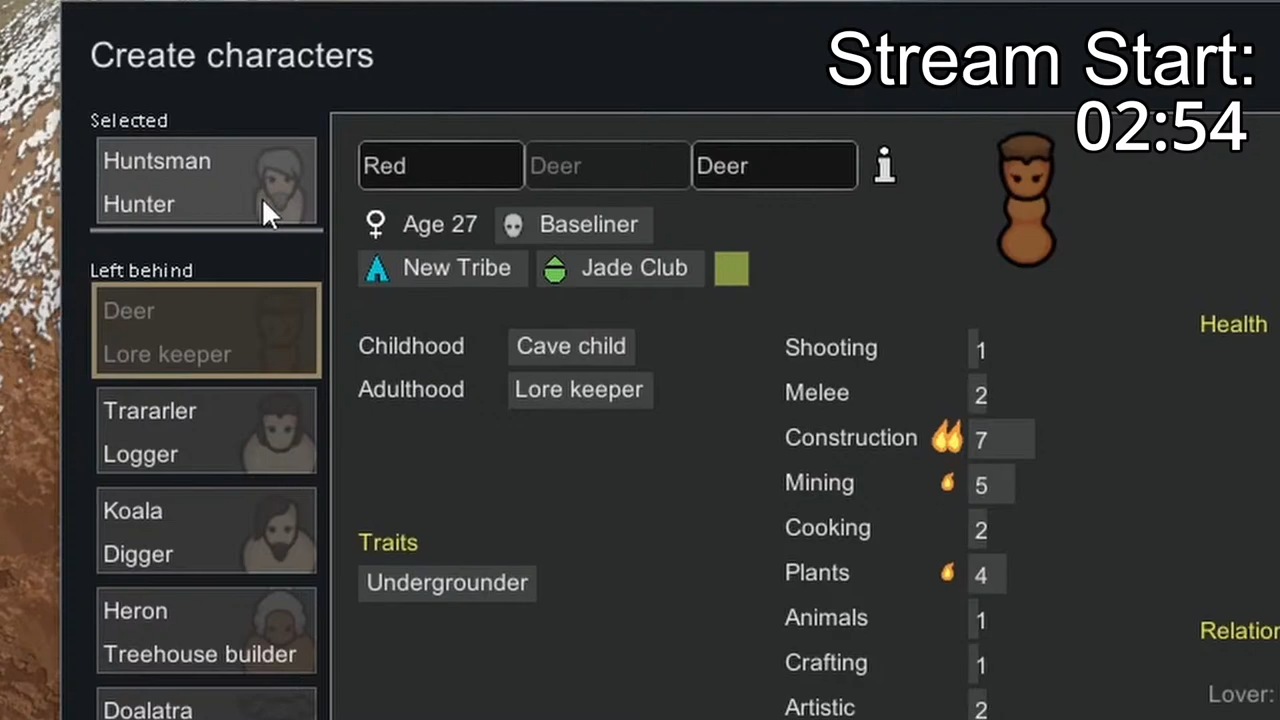 Create characters
Stream Start:
02:54
Selected
Huntsman
Hunter
Left behind
Deer
Lore keeper
Trararler
Logger
Koala
Digger
Heron
Treehouse builder
Doalatra
Red Deer Deer
Age 27 Baseliner
New Tribe Jade Club
Childhood Cave child
Adulthood Lore keeper
Traits
Undergrounder
Shooting 1
Melee 2
Construction 7
Mining 5
Cooking 2
Plants 4
Animals 1
Crafting 1
Artistic 2
Health
Relation
Lover: